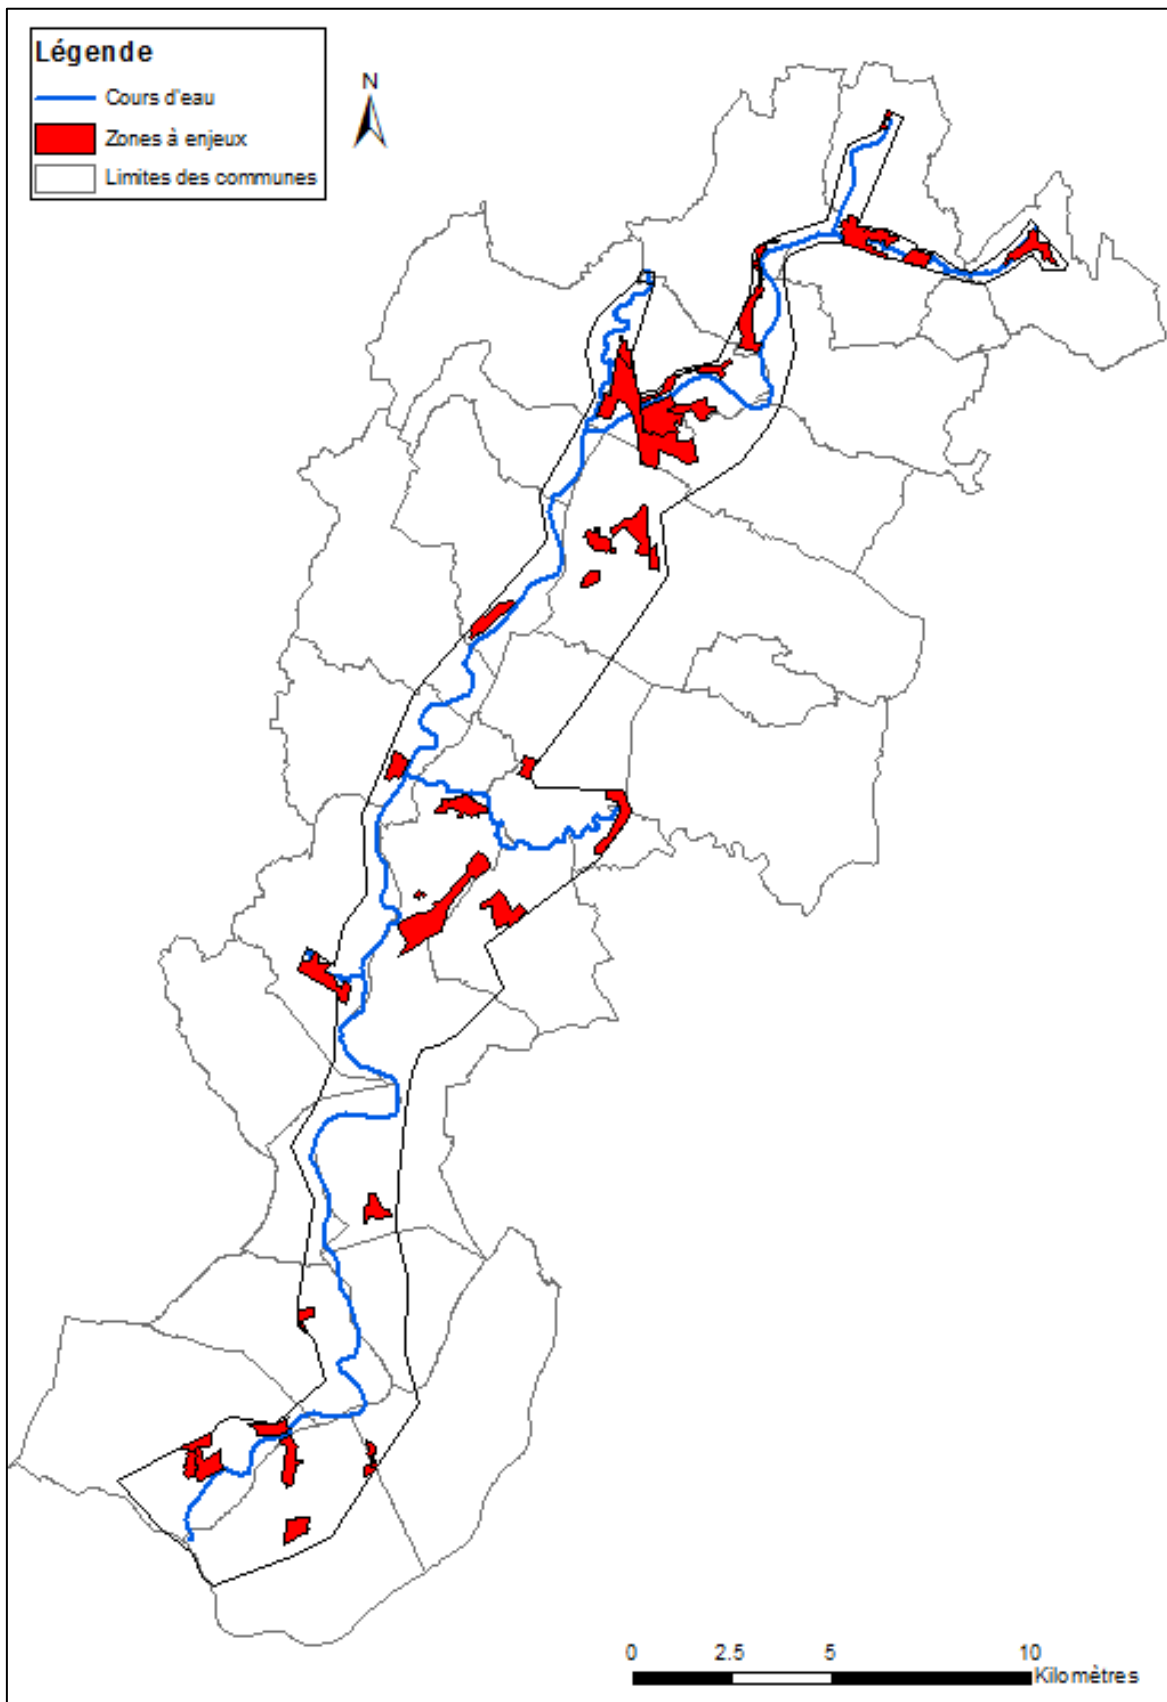 Légende
Cours d'eau
Zones à enjeux
Limites des communes
N
0 2.5 5 10
Kilomètres